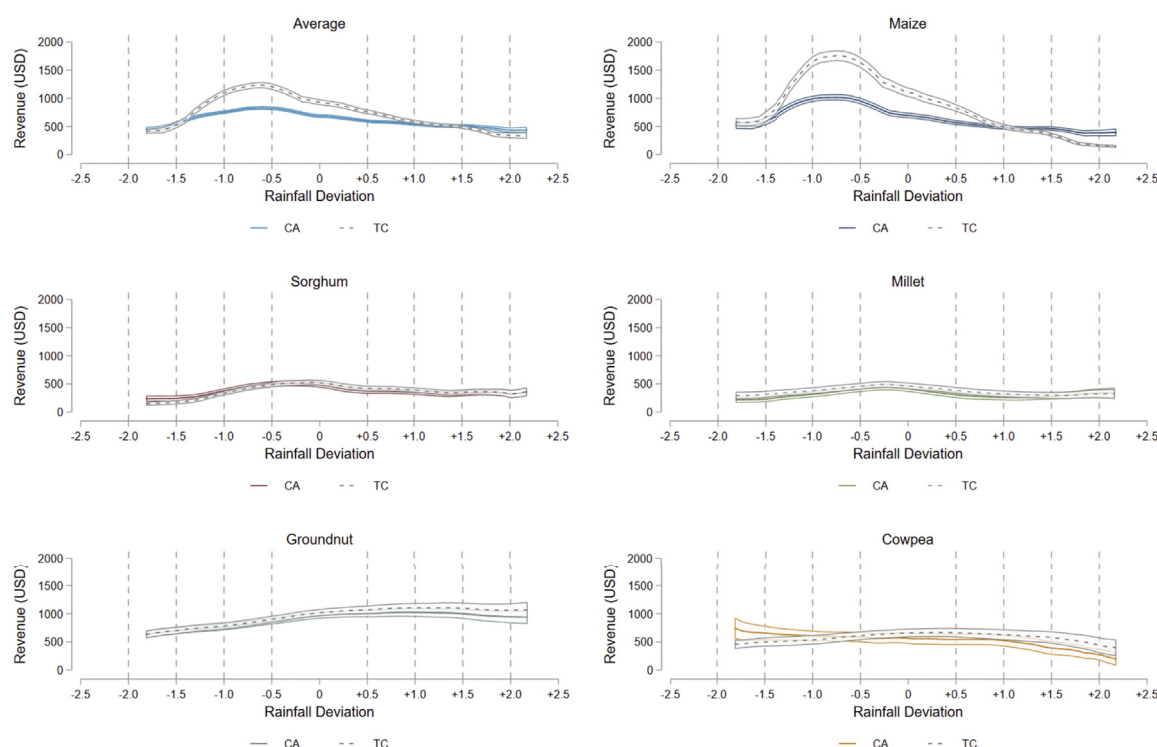 Average
Revenue (USD)
2000
1500
1000
500
0
-2.5 -2.0 -1.5 -1.0 -0.5 0 +0.5 +1.0 +1.5 +2.0 +2.5
Rainfall Deviation
CA TC
Maize
Revenue (USD)
2000
1500
1000
500
0
-2.5 -2.0 -1.5 -1.0 -0.5 0 +0.5 +1.0 +1.5 +2.0 +2.5
Rainfall Deviation
CA TC
Sorghum
Revenue (USD)
2000
1500
1000
500
0
-2.5 -2.0 -1.5 -1.0 -0.5 0 +0.5 +1.0 +1.5 +2.0 +2.5
Rainfall Deviation
CA TC
Millet
Revenue (USD)
2000
1500
1000
500
0
-2.5 -2.0 -1.5 -1.0 -0.5 0 +0.5 +1.0 +1.5 +2.0 +2.5
Rainfall Deviation
CA TC
Groundnut
Revenue (USD)
2000
1500
1000
500
0
-2.5 -2.0 -1.5 -1.0 -0.5 0 +0.5 +1.0 +1.5 +2.0 +2.5
Rainfall Deviation
CA TC
Cowpea
Revenue (USD)
2000
1500
1000
500
0
-2.5 -2.0 -1.5 -1.0 -0.5 0 +0.5 +1.0 +1.5 +2.0 +2.5
Rainfall Deviation
CA TC